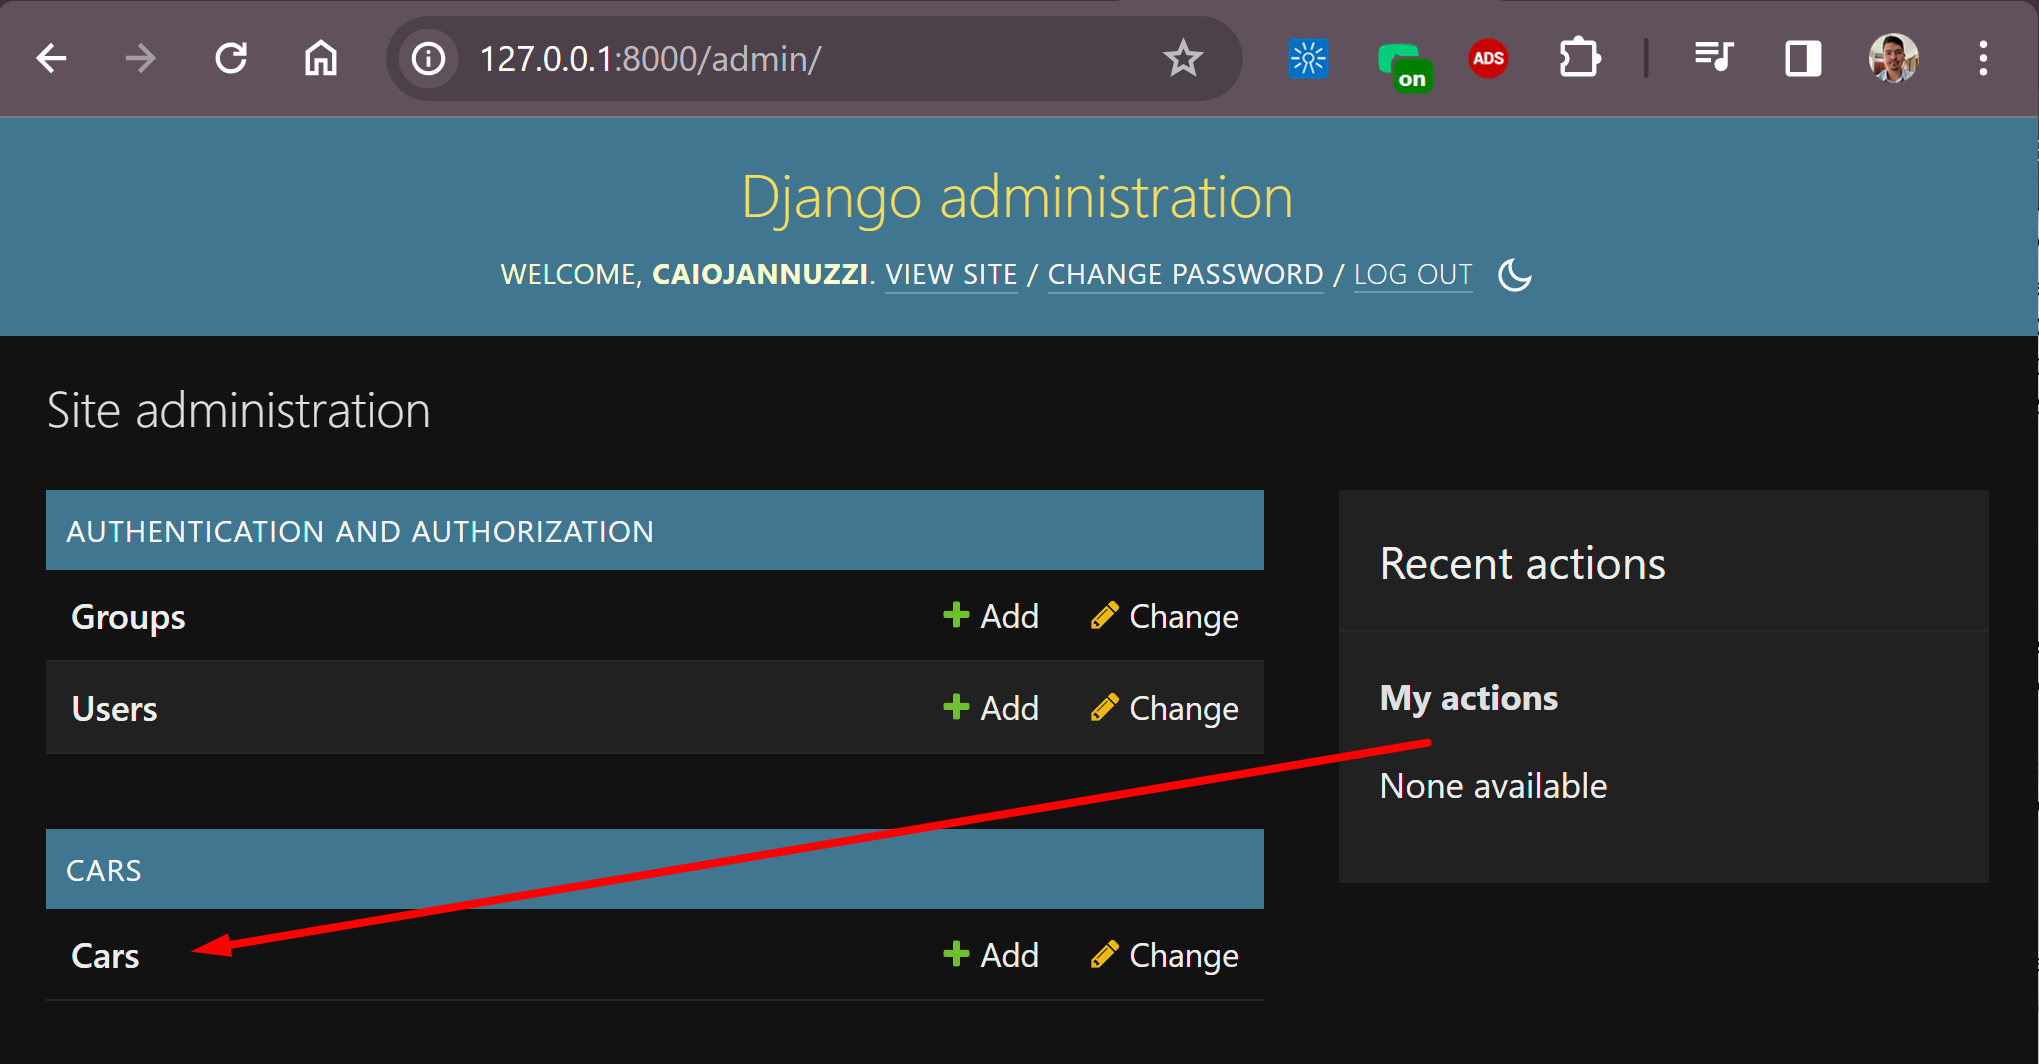 127.0.0.1:8000/admin/
on
ADS
Django administration
WELCOME, CAIOJANNUZZI. VIEW SITE / CHANGE PASSWORD / LOG OUT
Site administration
AUTHENTICATION AND AUTHORIZATION
Groups Add Change
Users Add Change
CARS
Cars Add Change
Recent actions
My actions
None available